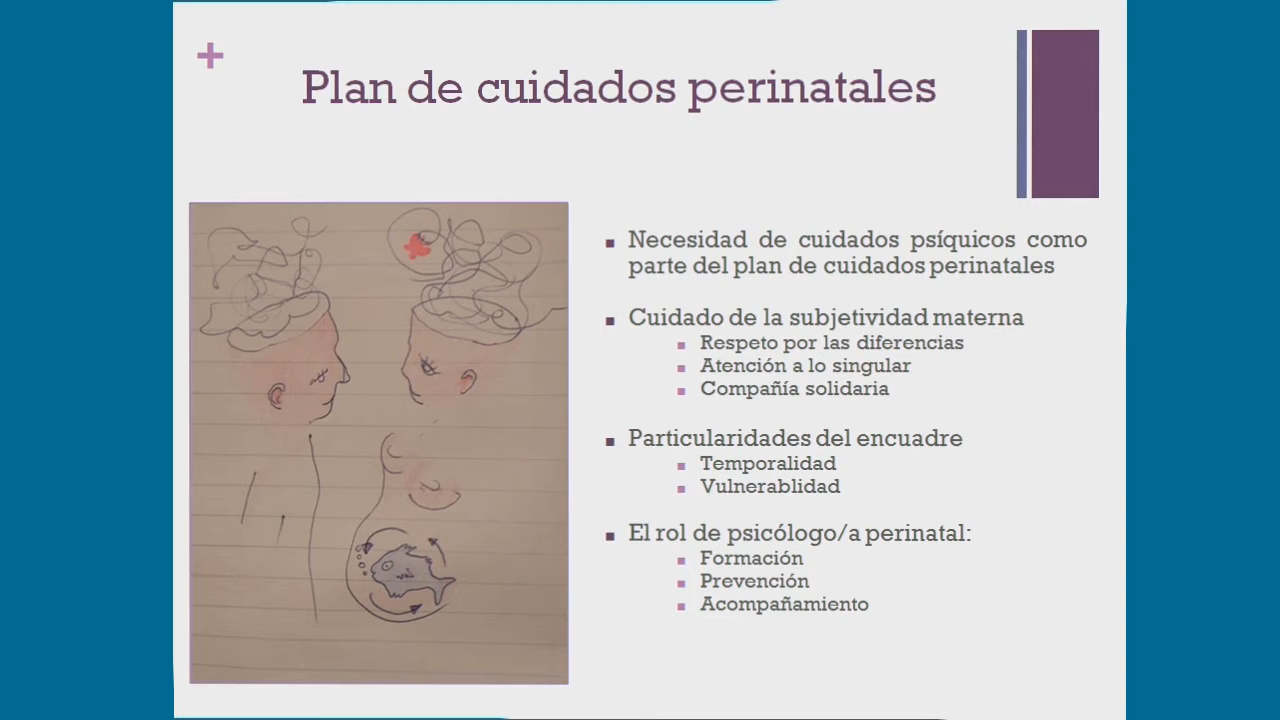 Plan de cuidados perinatales
Necesidad de cuidados psíquicos como
parte del plan de cuidados perinatales
Cuidado de la subjetividad materna
Respeto por las diferencias
Atención a lo singular
Compañía solidaria
Particularidades del encuadre
Temporalidad
Vulnerablidad
El rol de psicólogo/a perinatal:
Formación
Prevención
Acompañamiento